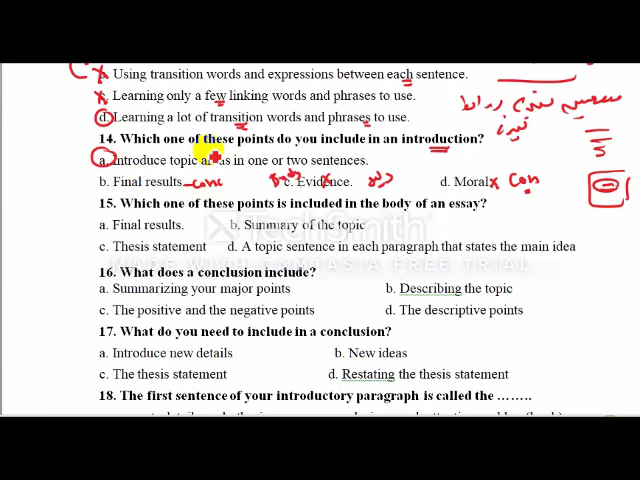 b. Using transition words and expressions between each sentence.
c. Learning only a few linking words and phrases to use.
d. Learning a lot of transition words and phrases to use.
14. Which one of these points do you include in an introduction?
a. Introduce topic as in one or two sentences.
b. Final results conc Body c. Evidence. d. Moral x Con
15. Which one of these points is included in the body of an essay?
a. Final results. b. Summary of the topic
c. Thesis statement d. A topic sentence in each paragraph that states the main idea
TechSmith
MADE WITH CAMTASIA FREE TRIAL
16. What does a conclusion include?
a. Summarizing your major points b. Describing the topic
c. The positive and the negative points d. The descriptive points
17. What do you need to include in a conclusion?
a. Introduce new details b. New ideas
c. The thesis statement d. Restating the thesis statement
18. The first sentence of your introductory paragraph is called the ........